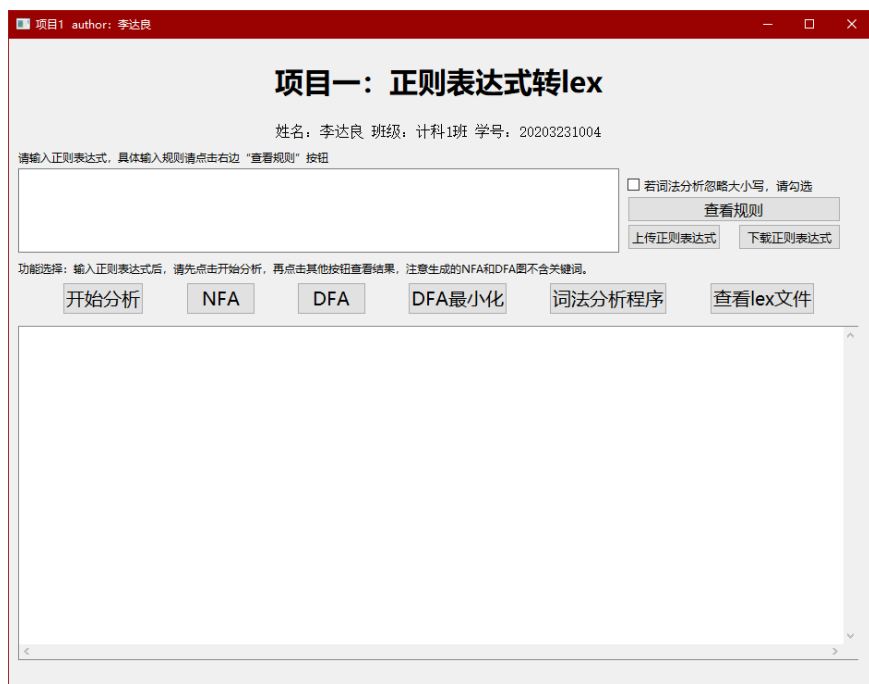 项目1 author: 李达良
项目一：正则表达式转lex
姓名：李达良 班级：计科1班 学号：20203231004
请输入正则表达式，具体输入规则请点击右边“查看规则”按钮
若词法分析忽略大小写，请勾选
查看规则
上传正则表达式 下载正则表达式
功能选择：输入正则表达式后，请先点击开始分析，再点击其他按钮查看结果，注意生成的NFA和DFA图不含关键词。
开始分析 NFA DFA DFA最小化 词法分析程序 查看lex文件